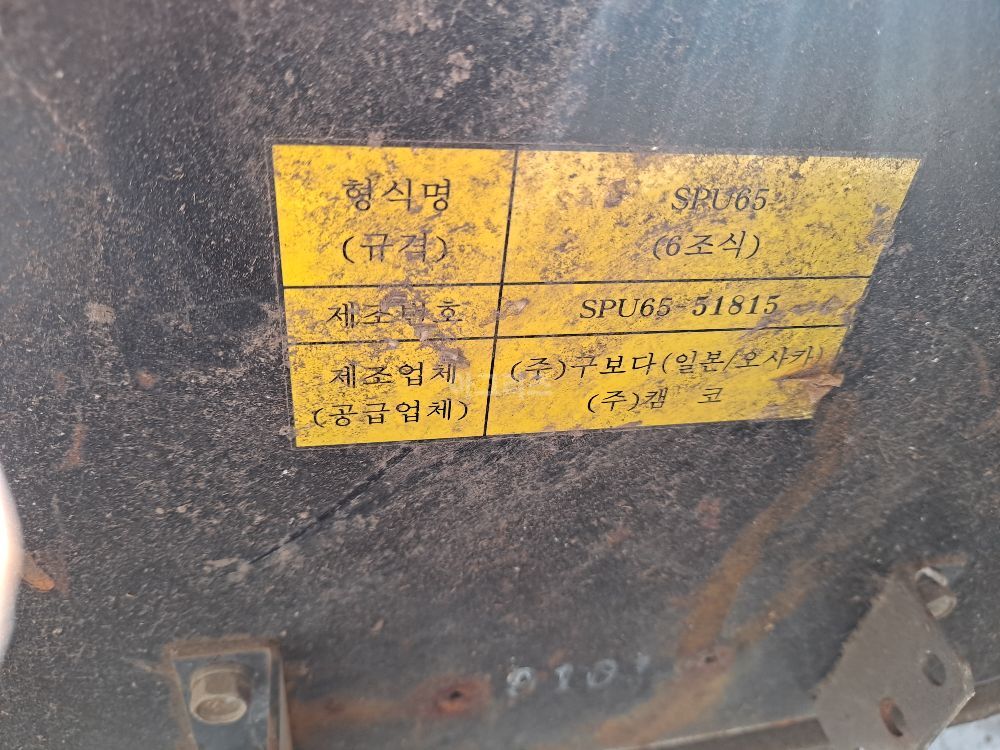 형식명
(규격)
SPU65
(6조식)
제조번호
SPU65-51815
제조업체
(공급업체)
(주)구보다(일본/오사카)
(주)캠 코